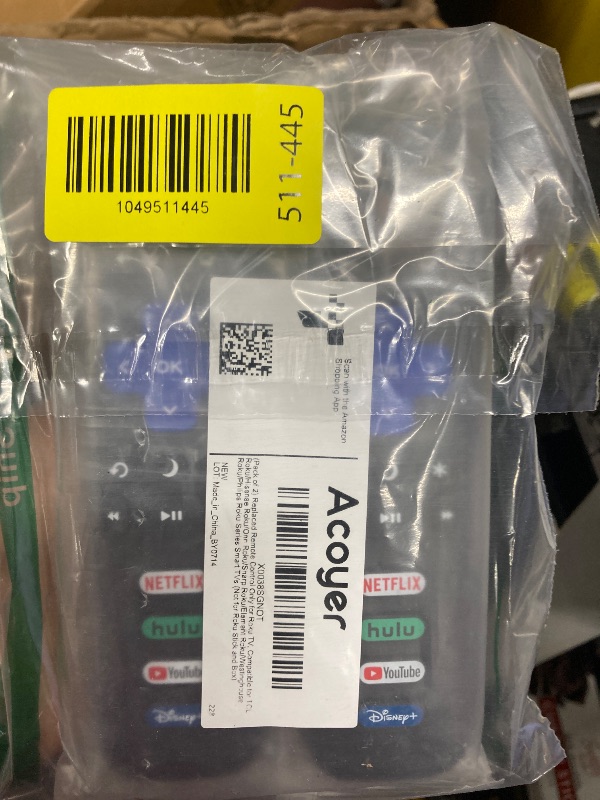 1049511445
511-445
Scan with the Amazon
Shopping App
Acoyer
X0038SGNOT
(Pack of 2) Replaced Remote Control Only for Roku TV, Compatible for TCL
Roku/Hisense Roku/Onn Roku/Sharp Roku/Element Roku/Westinghouse
Roku/Philips Roku Series Smart TVs (Not for Roku Stick and Box)
NEW
LOT: Made_in_China_BY0714
OK
NETFLIX
hulu
YouTube
Disney
NETFLIX
hulu
YouTube
Disney+